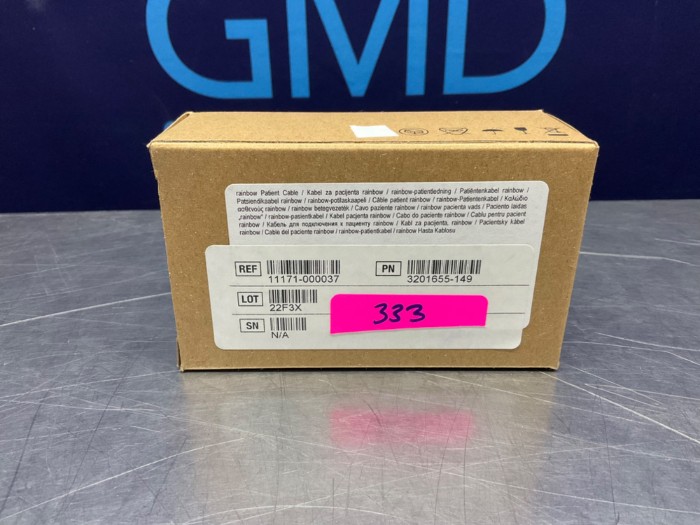 GMD
rainbow Patient Cable / Kabel za pacijenta rainbow / rainbow-patientledning / Patiëntenkabel rainbow /
Patsiendikaabel rainbow / rainbow-potilaskaapeli / Câble patient rainbow / rainbow-Patientenkabel / Καλώδιο
ασθενούς rainbow / rainbow betegvezeték / Cavo paziente rainbow / rainbow pacienta vads / Paciento laidas
„rainbow" / rainbow-pasientkabel / Kabel pacjenta rainbow / Cabo do paciente rainbow / Cablu pentru pacient
rainbow / Кабель для подключения к пациенту rainbow / Kabl za pacijenta, rainbow / Pacientsky kábel
rainbow / Cable del paciente rainbow / rainbow-patientkabel / rainbow Hasta Kablosu
REF 11171-000037 PN 3201655-149
LOT 22F3X
333
SN N/A